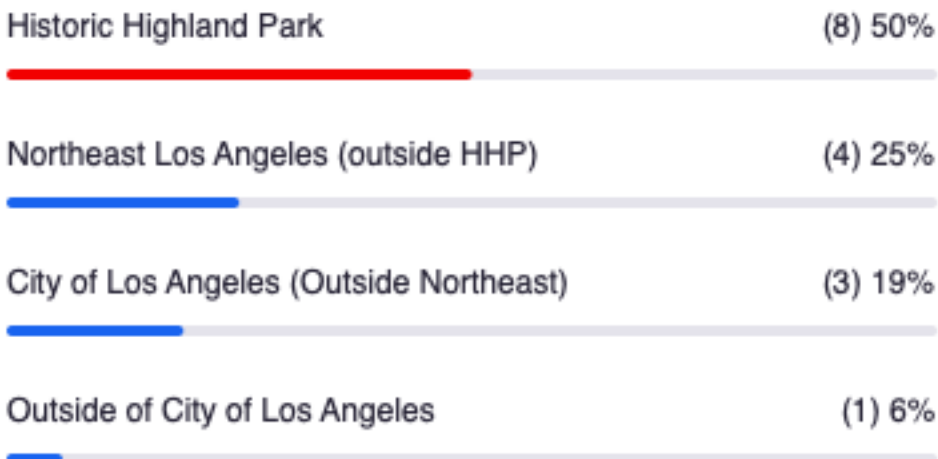 Historic Highland Park (8) 50%
Northeast Los Angeles (outside HHP) (4) 25%
City of Los Angeles (Outside Northeast) (3) 19%
Outside of City of Los Angeles (1) 6%